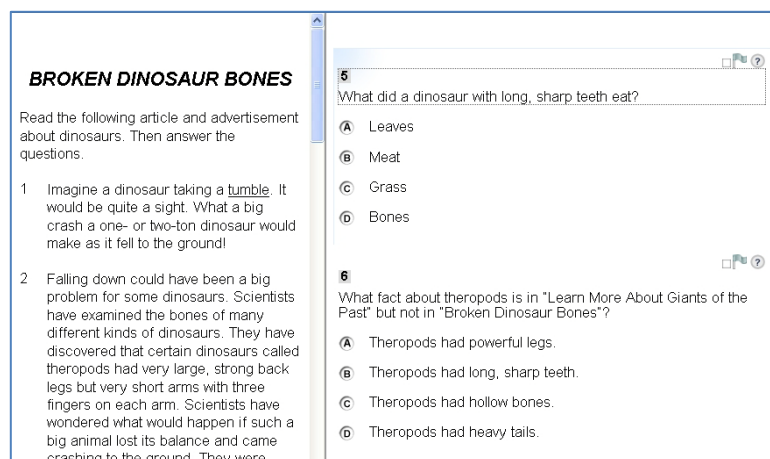 BROKEN DINOSAUR BONES
Read the following article and advertisement
about dinosaurs. Then answer the
questions.
1 Imagine a dinosaur taking a tumble. It
would be quite a sight. What a big
crash a one- or two-ton dinosaur would
make as it fell to the ground!
2 Falling down could have been a big
problem for some dinosaurs. Scientists
have examined the bones of many
different kinds of dinosaurs. They have
discovered that certain dinosaurs called
theropods had very large, strong back
legs but very short arms with three
fingers on each arm. Scientists have
wondered what would happen if such a
big animal lost its balance and came
crashing to the ground. They were
5
What did a dinosaur with long, sharp teeth eat?
A Leaves
B Meat
C Grass
D Bones
6
What fact about theropods is in "Learn More About Giants of the
Past" but not in "Broken Dinosaur Bones"?
A Theropods had powerful legs.
B Theropods had long, sharp teeth.
C Theropods had hollow bones.
D Theropods had heavy tails.